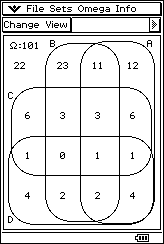 File Sets Omega Info
Change View
Ω:101 B A
22 23 11 12
C
6 3 3 6
1 0 1 1
4 2 2 4
D